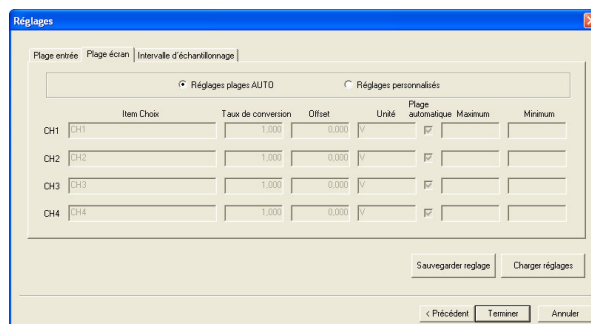 Réglages
Plage entrée Plage écran Intervalle d'échantillonnage
Réglages plages AUTO Réglages personnalisés
Item Choix Taux de conversion Offset Unité Plage automatique Maximum Minimum
CH1 CH1 1,000 0,000 V
CH2 CH2 1,000 0,000 V
CH3 CH3 1,000 0,000 V
CH4 CH4 1,000 0,000 V
Sauvegarder reglage Charger réglages
< Précédent Terminer Annuler